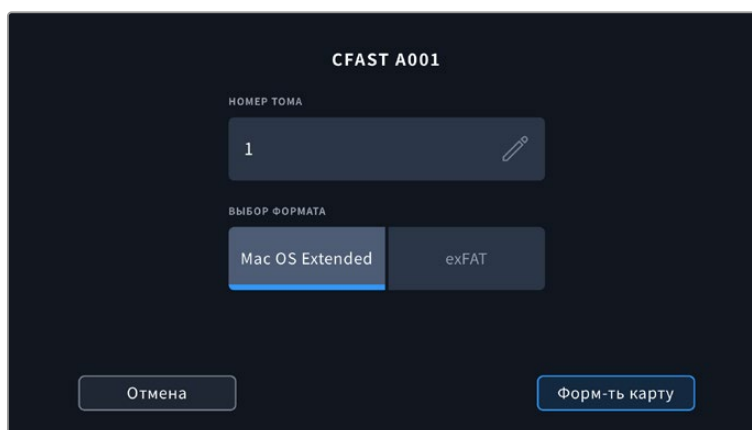 CFAST A001
НОМЕР ТОМА
1
ВЫБОР ФОРМАТА
Mac OS Extended exFAT
Отмена Форм-ть карту